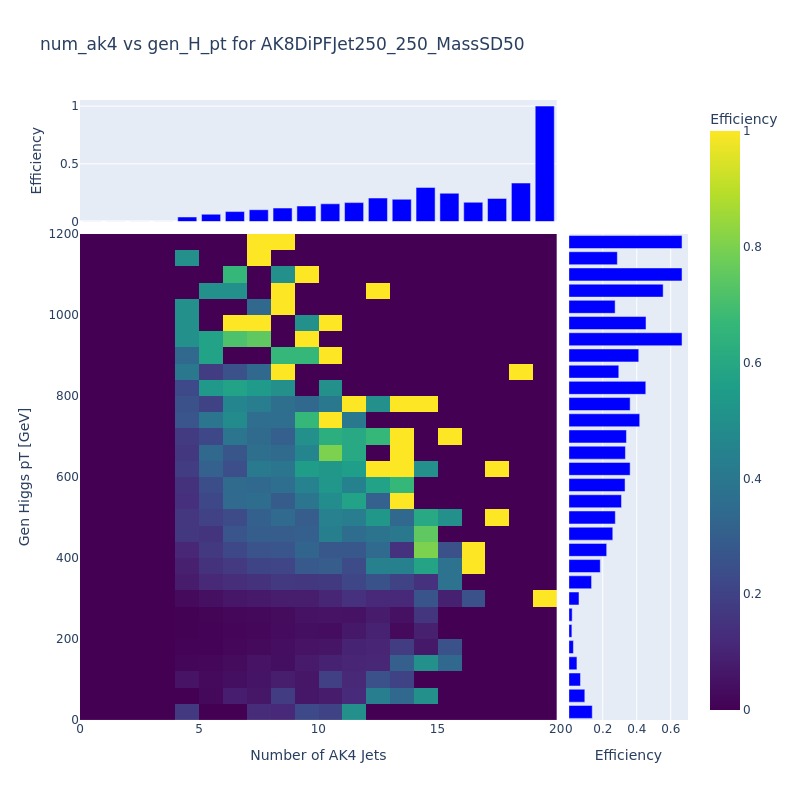 num_ak4 vs gen_H_pt for AK8DiPFJet250_250_MassSD50
Efficiency
1
0.5
0
Efficiency
1
0.8
0.6
0.4
0.2
0
Gen Higgs pT [GeV]
1200
1000
800
600
400
200
0
0 5 10 15 20
Number of AK4 Jets
0 0.2 0.4 0.6
Efficiency